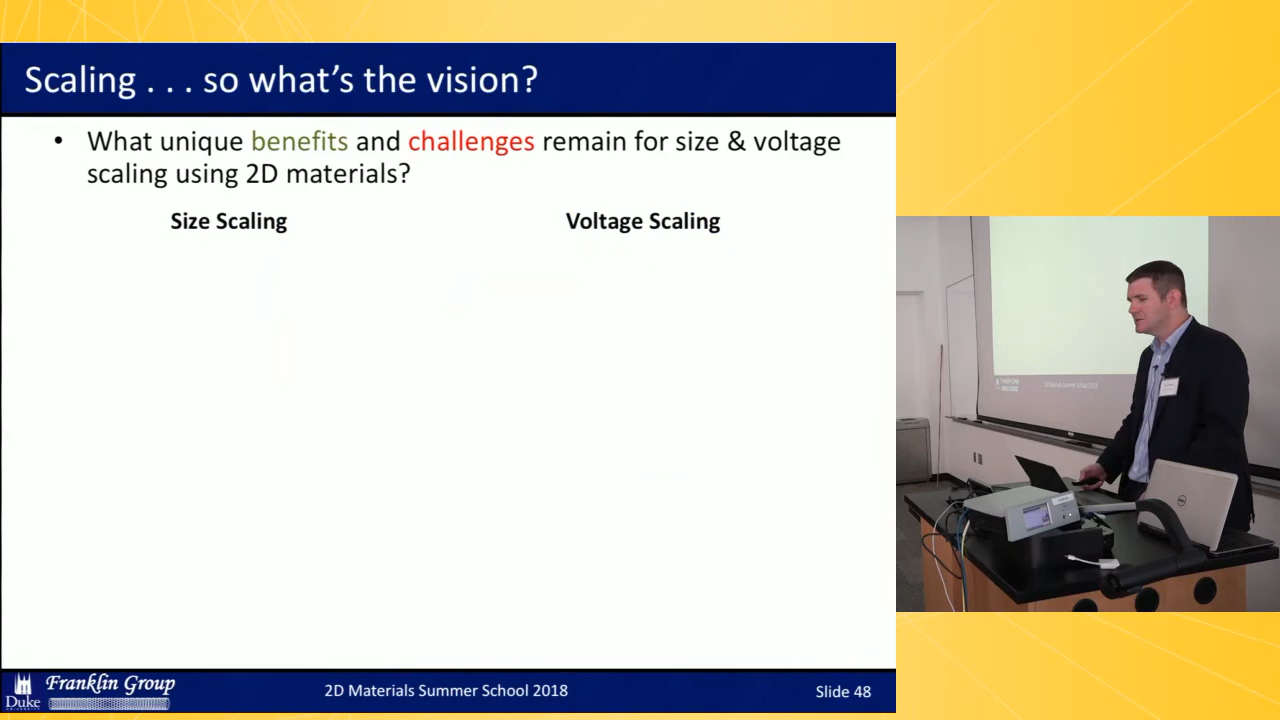 Scaling . . . so what's the vision?
• What unique benefits and challenges remain for size & voltage
scaling using 2D materials?
Size Scaling
Voltage Scaling
Duke
Franklin Group
2D Materials Summer School 2018
Slide 48
DELL